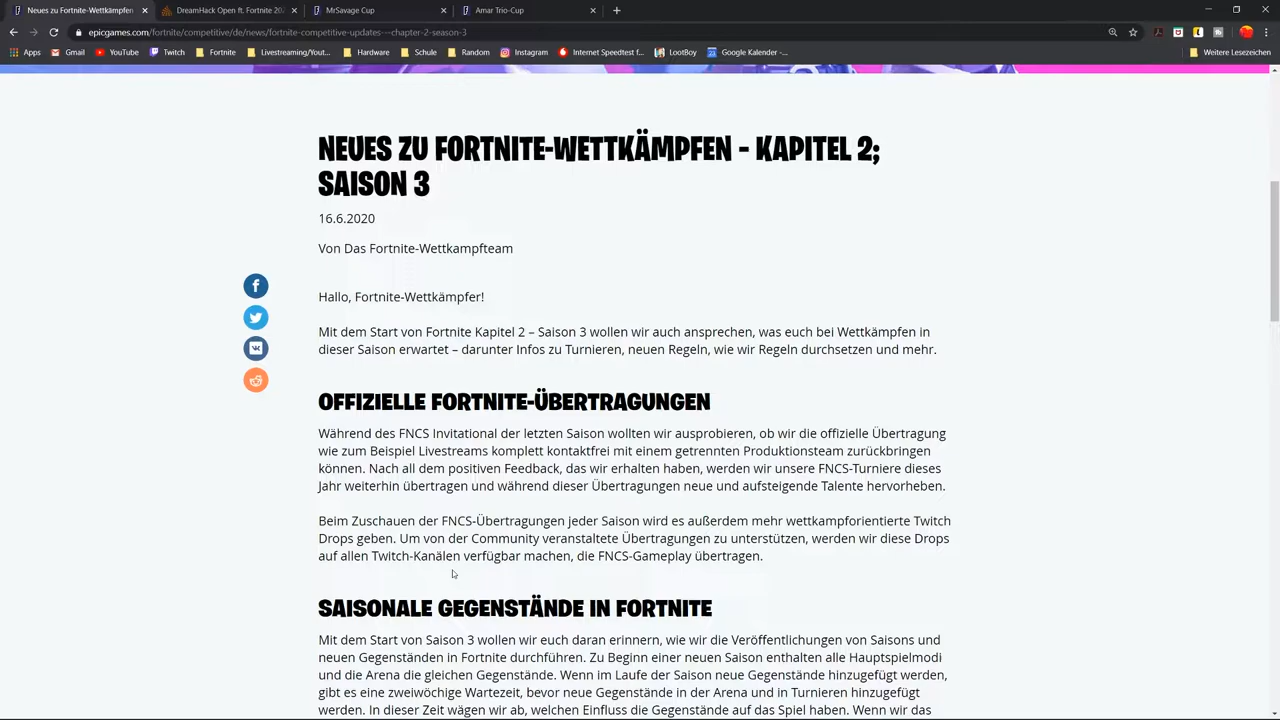 Neues zu Fortnite-Wettkämpfen
DreamHack Open ft. Fortnite 20
MrSavage Cup
Amar Trio-Cup
epicgames.com/fortnite/competitive/de/news/fortnite-competitive-updates---chapter-2-season-3
Apps
Gmail
YouTube
Twitch
Fortnite
Livestreaming/Yout...
Hardware
Schule
Random
Instagram
Internet Speedtest f...
LootBoy
Google Kalender -...
Weitere Lesezeichen
NEUES ZU FORTNITE-WETTKÄMPFEN – KAPITEL 2;
SAISON 3
16.6.2020
Von Das Fortnite-Wettkampfteam
Hallo, Fortnite-Wettkämpfer!
Mit dem Start von Fortnite Kapitel 2 – Saison 3 wollen wir auch ansprechen, was euch bei Wettkämpfen in
dieser Saison erwartet – darunter Infos zu Turnieren, neuen Regeln, wie wir Regeln durchsetzen und mehr.
OFFIZIELLE FORTNITE-ÜBERTRAGUNGEN
Während des FNCS Invitational der letzten Saison wollten wir ausprobieren, ob wir die offizielle Übertragung
wie zum Beispiel Livestreams komplett kontaktfrei mit einem getrennten Produktionsteam zurückbringen
können. Nach all dem positiven Feedback, das wir erhalten haben, werden wir unsere FNCS-Turniere dieses
Jahr weiterhin übertragen und während dieser Übertragungen neue und aufsteigende Talente hervorheben.
Beim Zuschauen der FNCS-Übertragungen jeder Saison wird es außerdem mehr wettkampforientierte Twitch
Drops geben. Um von der Community veranstaltete Übertragungen zu unterstützen, werden wir diese Drops
auf allen Twitch-Kanälen verfügbar machen, die FNCS-Gameplay übertragen.
SAISONALE GEGENSTÄNDE IN FORTNITE
Mit dem Start von Saison 3 wollen wir euch daran erinnern, wie wir die Veröffentlichungen von Saisons und
neuen Gegenständen in Fortnite durchführen. Zu Beginn einer neuen Saison enthalten alle Hauptspielmodi
und die Arena die gleichen Gegenstände. Wenn im Laufe der Saison neue Gegenstände hinzugefügt werden,
gibt es eine zweiwöchige Wartezeit, bevor neue Gegenstände in der Arena und in Turnieren hinzugefügt
werden. In dieser Zeit wägen wir ab, welchen Einfluss die Gegenstände auf das Spiel haben. Wenn wir das